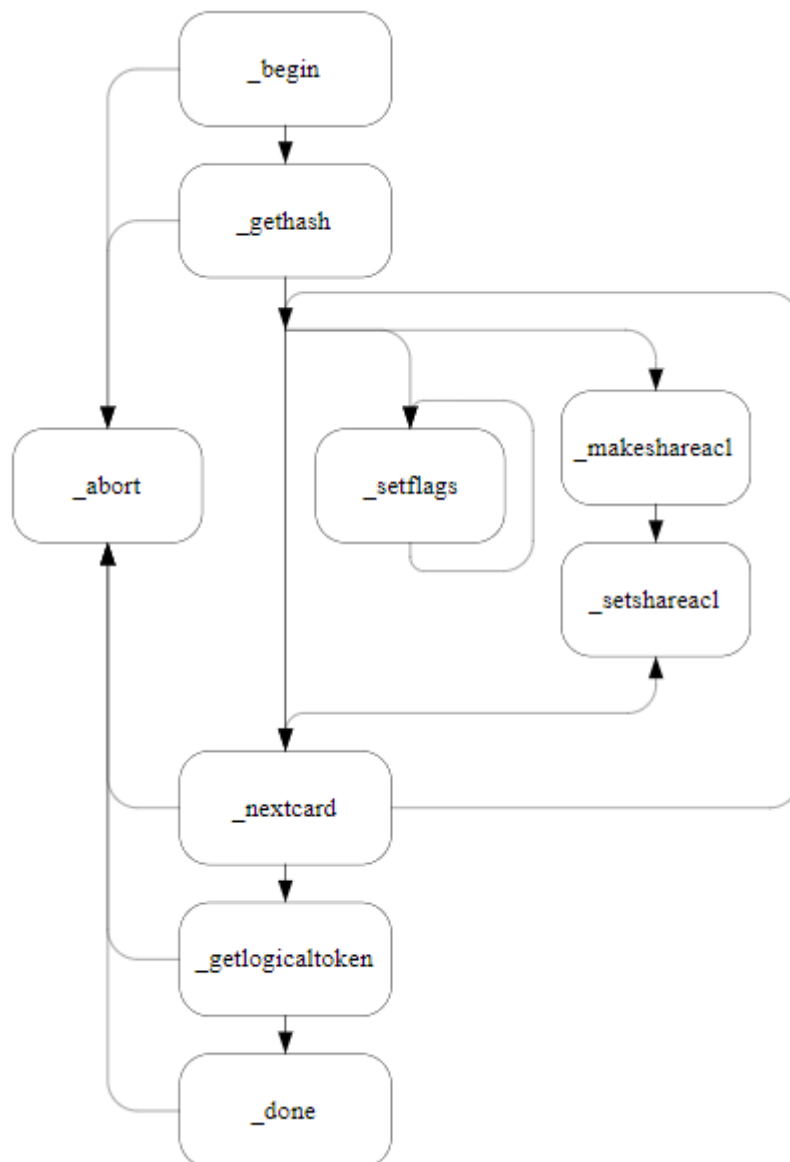 _begin
_gethash
_makeshareacl
_abort
_setflags
_setshareacl
_nextcard
_getlogicaltoken
_done